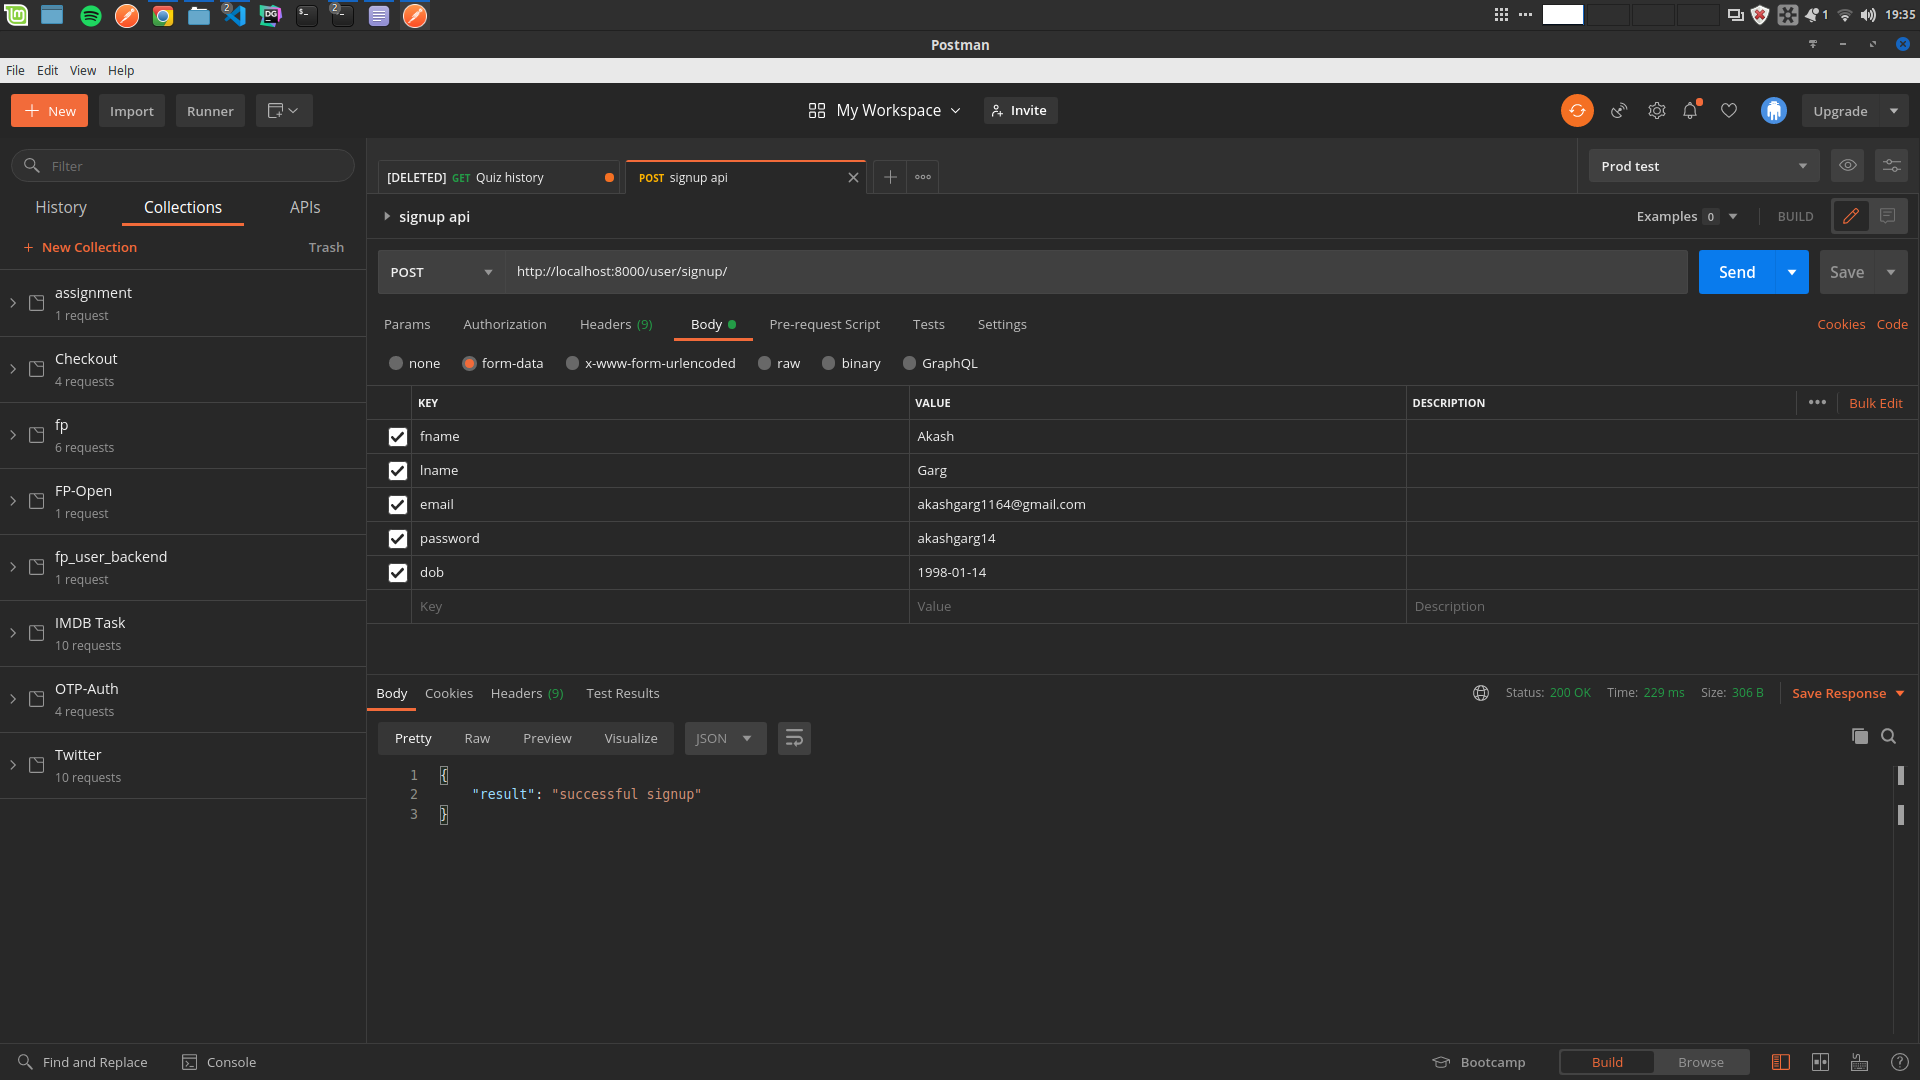 2
DG
2
1
19:35
Postman
File Edit View Help
New Import Runner
My Workspace Invite
Upgrade
Filter
[DELETED] GET Quiz history
POST signup api
Prod test
History Collections APIs
signup api
Examples 0 BUILD
+ New Collection Trash
POST http://localhost:8000/user/signup/ Send Save
assignment
1 request
Params Authorization Headers (9) Body Pre-request Script Tests Settings Cookies Code
Checkout
4 requests
none form-data x-www-form-urlencoded raw binary GraphQL
KEY VALUE DESCRIPTION Bulk Edit
fp
6 requests
fname Akash
lname Garg
FP-Open
1 request
email akashgarg1164@gmail.com
password akashgarg14
fp_user_backend
1 request
dob 1998-01-14
Key Value Description
IMDB Task
10 requests
OTP-Auth
4 requests
Body Cookies Headers (9) Test Results Status: 200 OK Time: 229 ms Size: 306 B Save Response
Pretty Raw Preview Visualize JSON
Twitter
10 requests
1 {
2 "result": "successful signup"
3 }
Find and Replace Console Bootcamp Build Browse